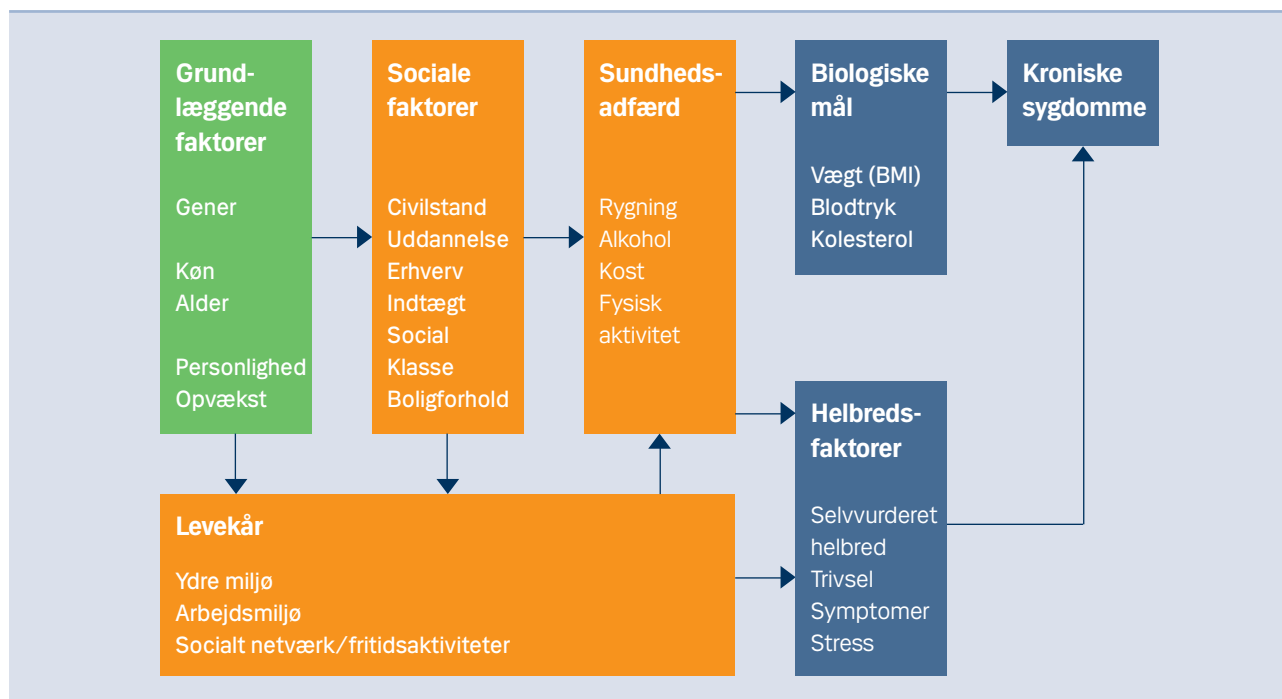 Grund-
læggende
faktorer
Gener
Køn
Alder
Personlighed
Opvækst
Sociale
faktorer
Civilstand
Uddannelse
Erhverv
Indtægt
Social
Klasse
Boligforhold
Sundheds-
adfærd
Rygning
Alkohol
Kost
Fysisk
aktivitet
Biologiske
mål
Vægt (BMI)
Blodtryk
Kolesterol
Kroniske
sygdomme
Helbreds-
faktorer
Selvvurderet
helbred
Trivsel
Symptomer
Stress
Levekår
Ydre miljø
Arbejdsmiljø
Socialt netværk/fritidsaktiviteter